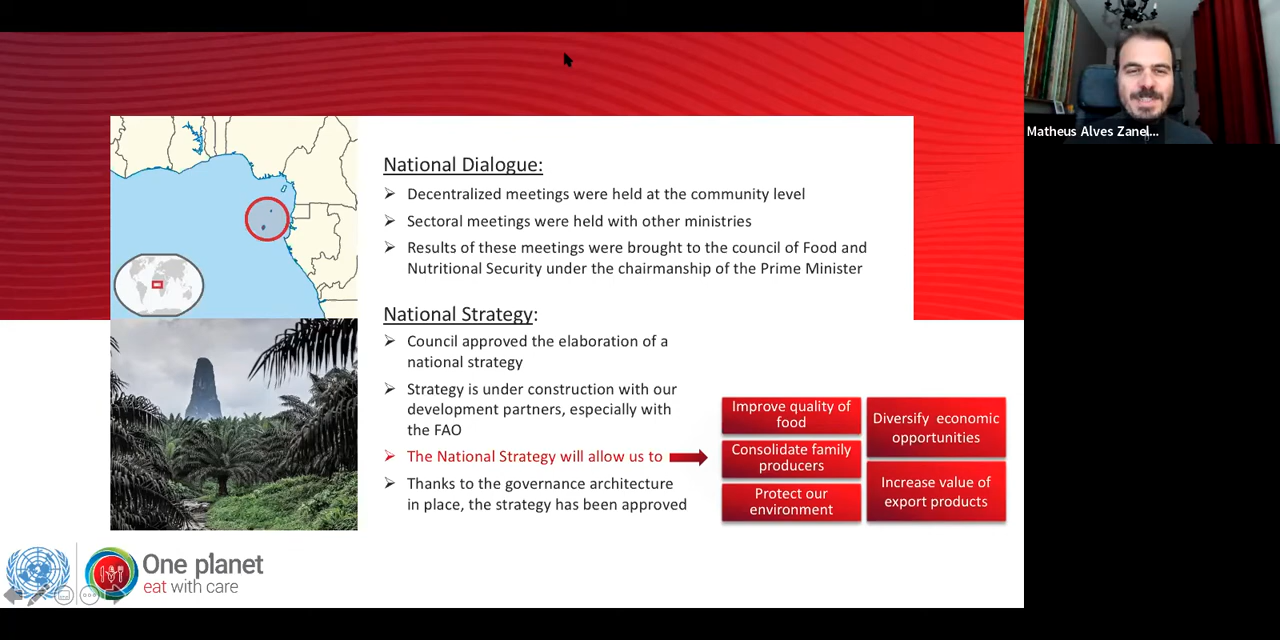 Matheus Alves Zanel...
National Dialogue:
➢ Decentralized meetings were held at the community level
➢ Sectoral meetings were held with other ministries
➢ Results of these meetings were brought to the council of Food and
Nutritional Security under the chairmanship of the Prime Minister
National Strategy:
➢ Council approved the elaboration of a
national strategy
➢ Strategy is under construction with our
development partners, especially with
the FAO
➢ The National Strategy will allow us to
➢ Thanks to the governance architecture
in place, the strategy has been approved
Improve quality of
food
Consolidate family
producers
Protect our
environment
Diversify economic
opportunities
Increase value of
export products
One planet
eat with care